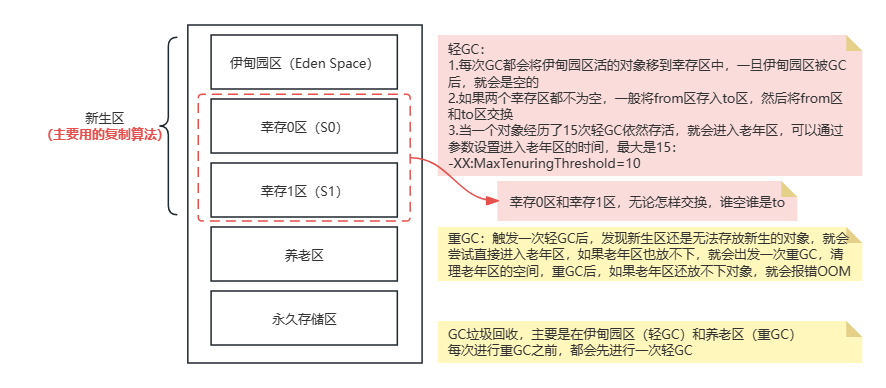 新生区
(主要用的复制算法)
伊甸园区（Eden Space）
幸存0区（S0）
幸存1区（S1）
养老区
永久存储区
轻GC：
1.每次GC都会将伊甸园区活的对象移到幸存区中，一旦伊甸园区被GC
后，就会是空的
2.如果两个幸存区都不为空，一般将from区存入to区，然后将from区
和to区交换
3.当一个对象经历了15次轻GC依然存活，就会进入老年区，可以通过
参数设置进入老年区的时间，最大是15：
-XX:MaxTenuringThreshold=10
幸存0区和幸存1区，无论怎样交换，谁空谁是to
重GC：触发一次轻GC后，发现新生区还是无法存放新生的对象，就会
尝试直接进入老年区，如果老年区也放不下，就会出发一次重GC，清
理老年区的空间，重GC后，如果老年区还放不下对象，就会报错OOM
GC垃圾回收，主要是在伊甸园区（轻GC）和养老区（重GC）
每次进行重GC之前，都会先进行一次轻GC